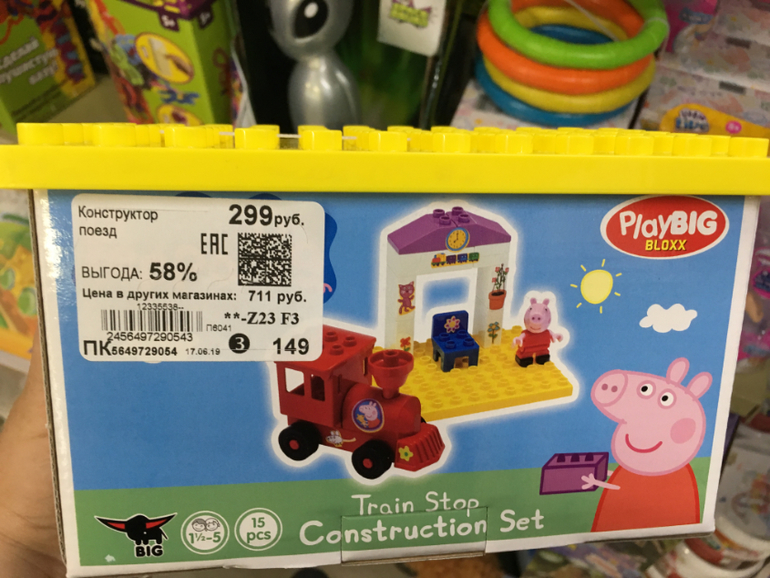 Конструктор
поезд
299руб.
ЕАС
ВЫГОДА: 58%
Цена в других магазинах: 711 руб.
12335538--
**-Z23 F3
П6041
2456497290543
ПК5649729054 17.06.19 3 149
PlayBIG
BLOXX
Train Stop
Construction Set
BIG
1½-5
15
pcs